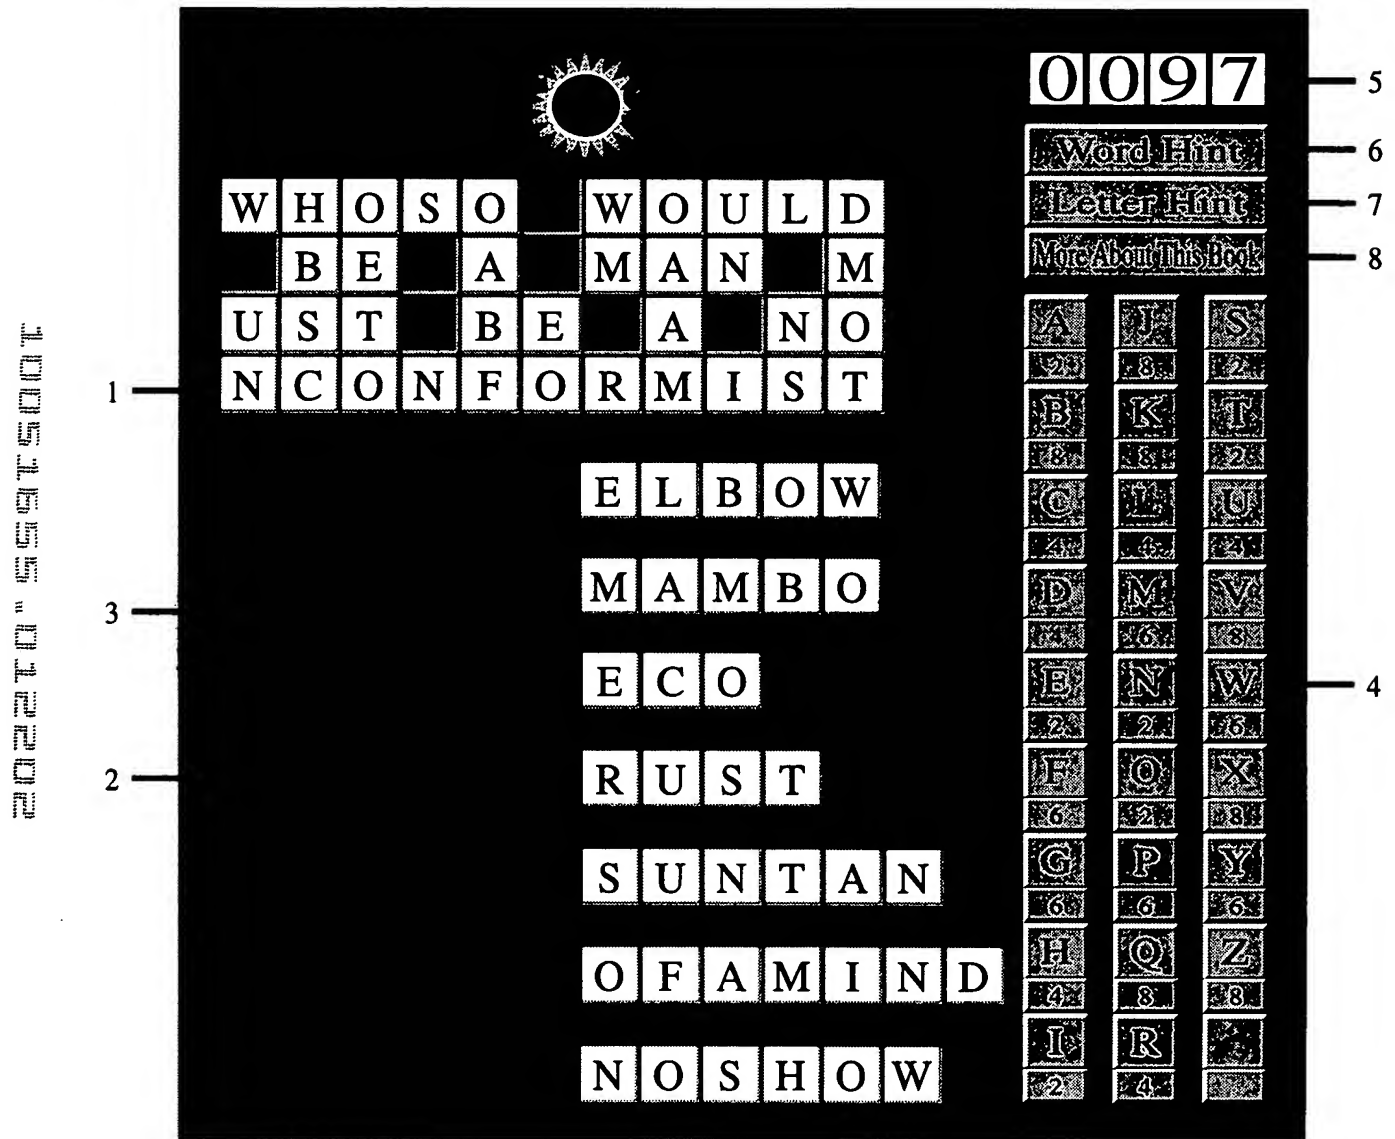 0097 5
Word Hint 6
Letter Hint 7
More About This Book 8
WHOSO WOULD
BE A MAN M
UST BE A NO
1 NCONFORMIST
ELBOW
3 MAMBO
ECO
2 RUST
SUNTAN
OFAMIND
NOSHOW
A J S
2 8 2
B K T
8 8 2
C L U
4 4 4
D M V
4 6 8
E N W 4
2 2 6
F O X
6 2 8
G P Y
6 6 6
H Q Z
4 8 8
I R
2 4
10051655.012202